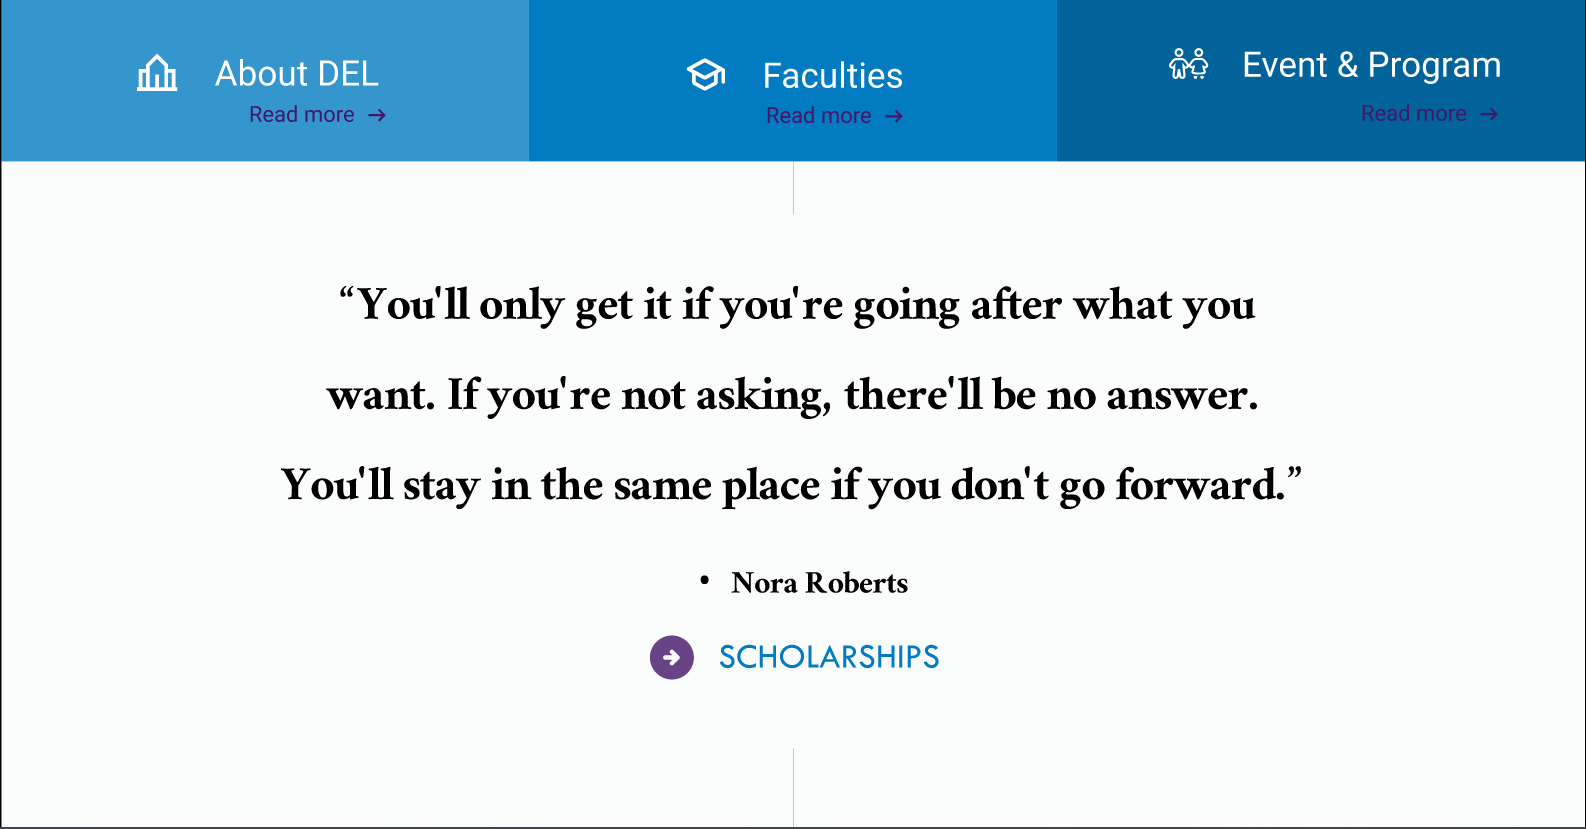 About DEL
Read more →
Faculties
Read more →
Event & Program
Read more →
“You'll only get it if you're going after what you
want. If you're not asking, there'll be no answer.
You'll stay in the same place if you don't go forward.”
• Nora Roberts
SCHOLARSHIPS